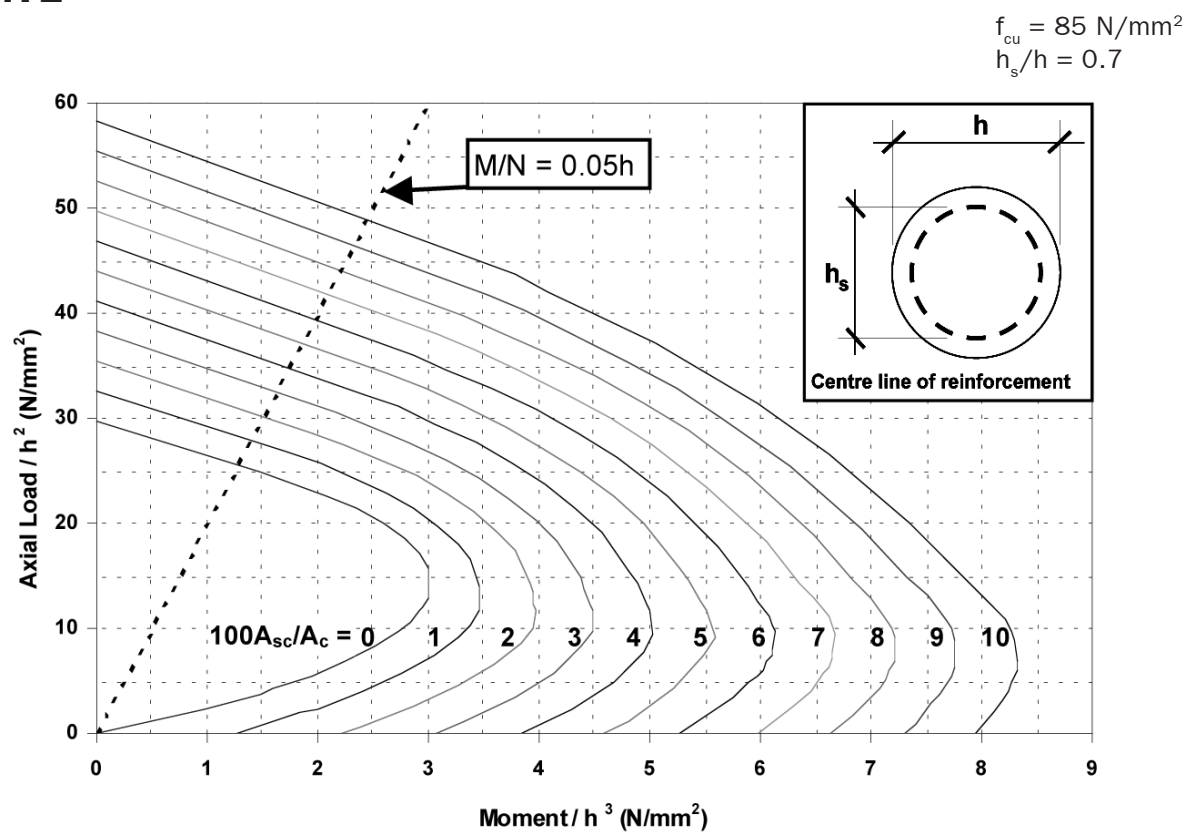 f_cu = 85 N/mm²
h_s/h = 0.7
60
50
40
30
20
10
0
Axial Load / h² (N/mm²)
M/N = 0.05h
h
h_s
Centre line of reinforcement
100A_sc/A_c = 0 1 2 3 4 5 6 7 8 9 10
0 1 2 3 4 5 6 7 8 9
Moment / h³ (N/mm²)